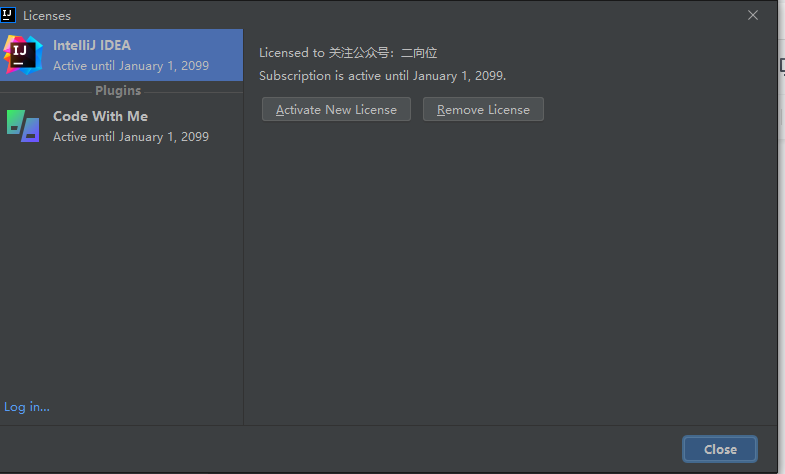 IJ Licenses
IntelliJ IDEA
Active until January 1, 2099
Plugins
Code With Me
Active until January 1, 2099
Log in...
Licensed to 关注公众号：二向位
Subscription is active until January 1, 2099.
Activate New License Remove License
Close